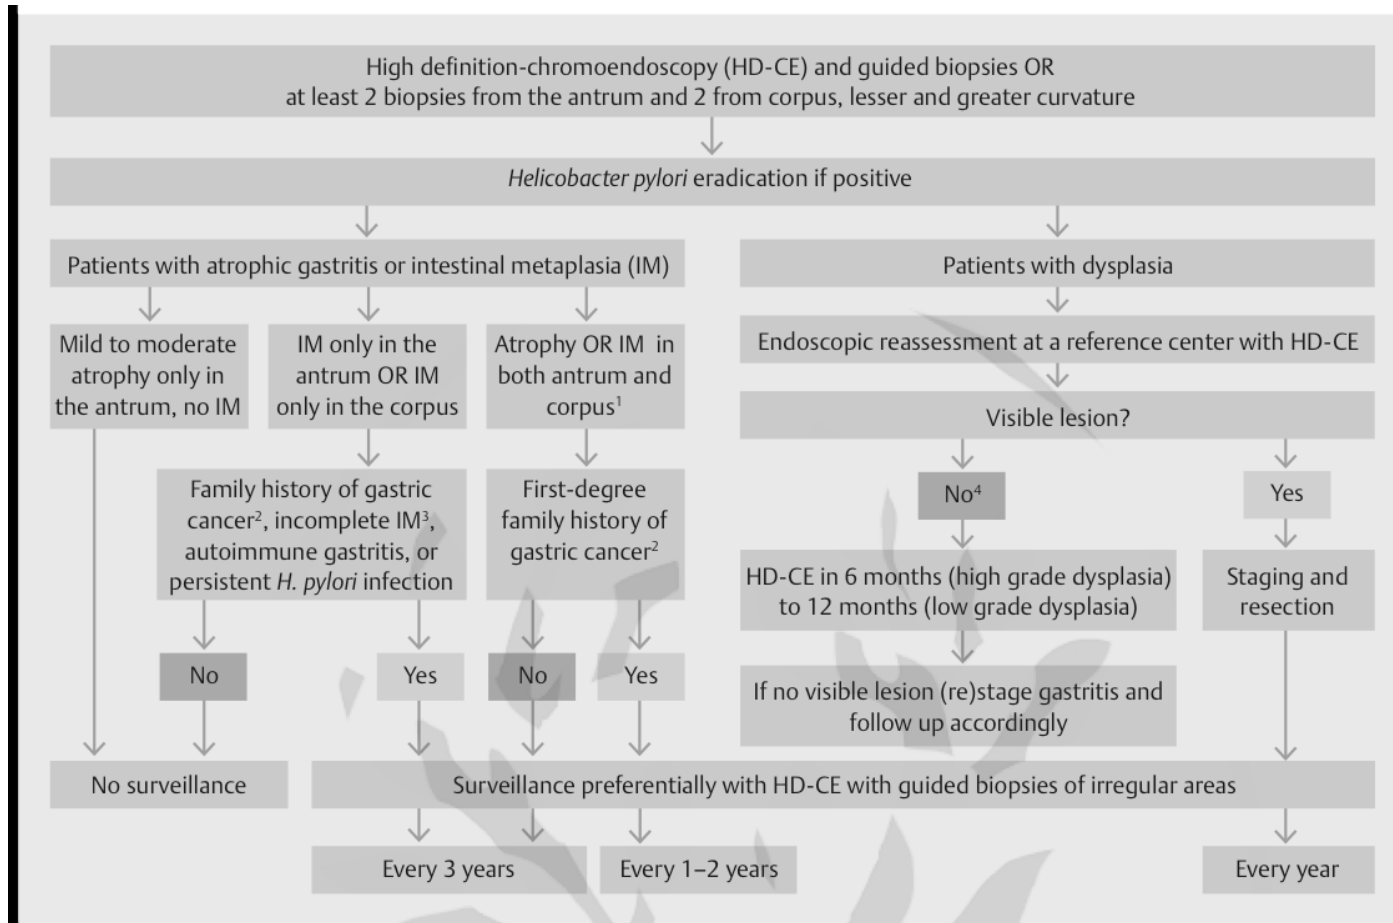 High definition-chromoendoscopy (HD-CE) and guided biopsies OR
at least 2 biopsies from the antrum and 2 from corpus, lesser and greater curvature
Helicobacter pylori eradication if positive
Patients with atrophic gastritis or intestinal metaplasia (IM)
Mild to moderate
atrophy only in
the antrum, no IM
IM only in the
antrum OR IM
only in the corpus
Atrophy OR IM in
both antrum and
corpus¹
Family history of gastric
cancer², incomplete IM³,
autoimmune gastritis, or
persistent H. pylori infection
First-degree
family history of
gastric cancer²
No
Yes
No
Yes
Patients with dysplasia
Endoscopic reassessment at a reference center with HD-CE
Visible lesion?
No⁴
Yes
HD-CE in 6 months (high grade dysplasia)
to 12 months (low grade dysplasia)
Staging and
resection
If no visible lesion (re)stage gastritis and
follow up accordingly
No surveillance
Surveillance preferentially with HD-CE with guided biopsies of irregular areas
Every 3 years
Every 1–2 years
Every year